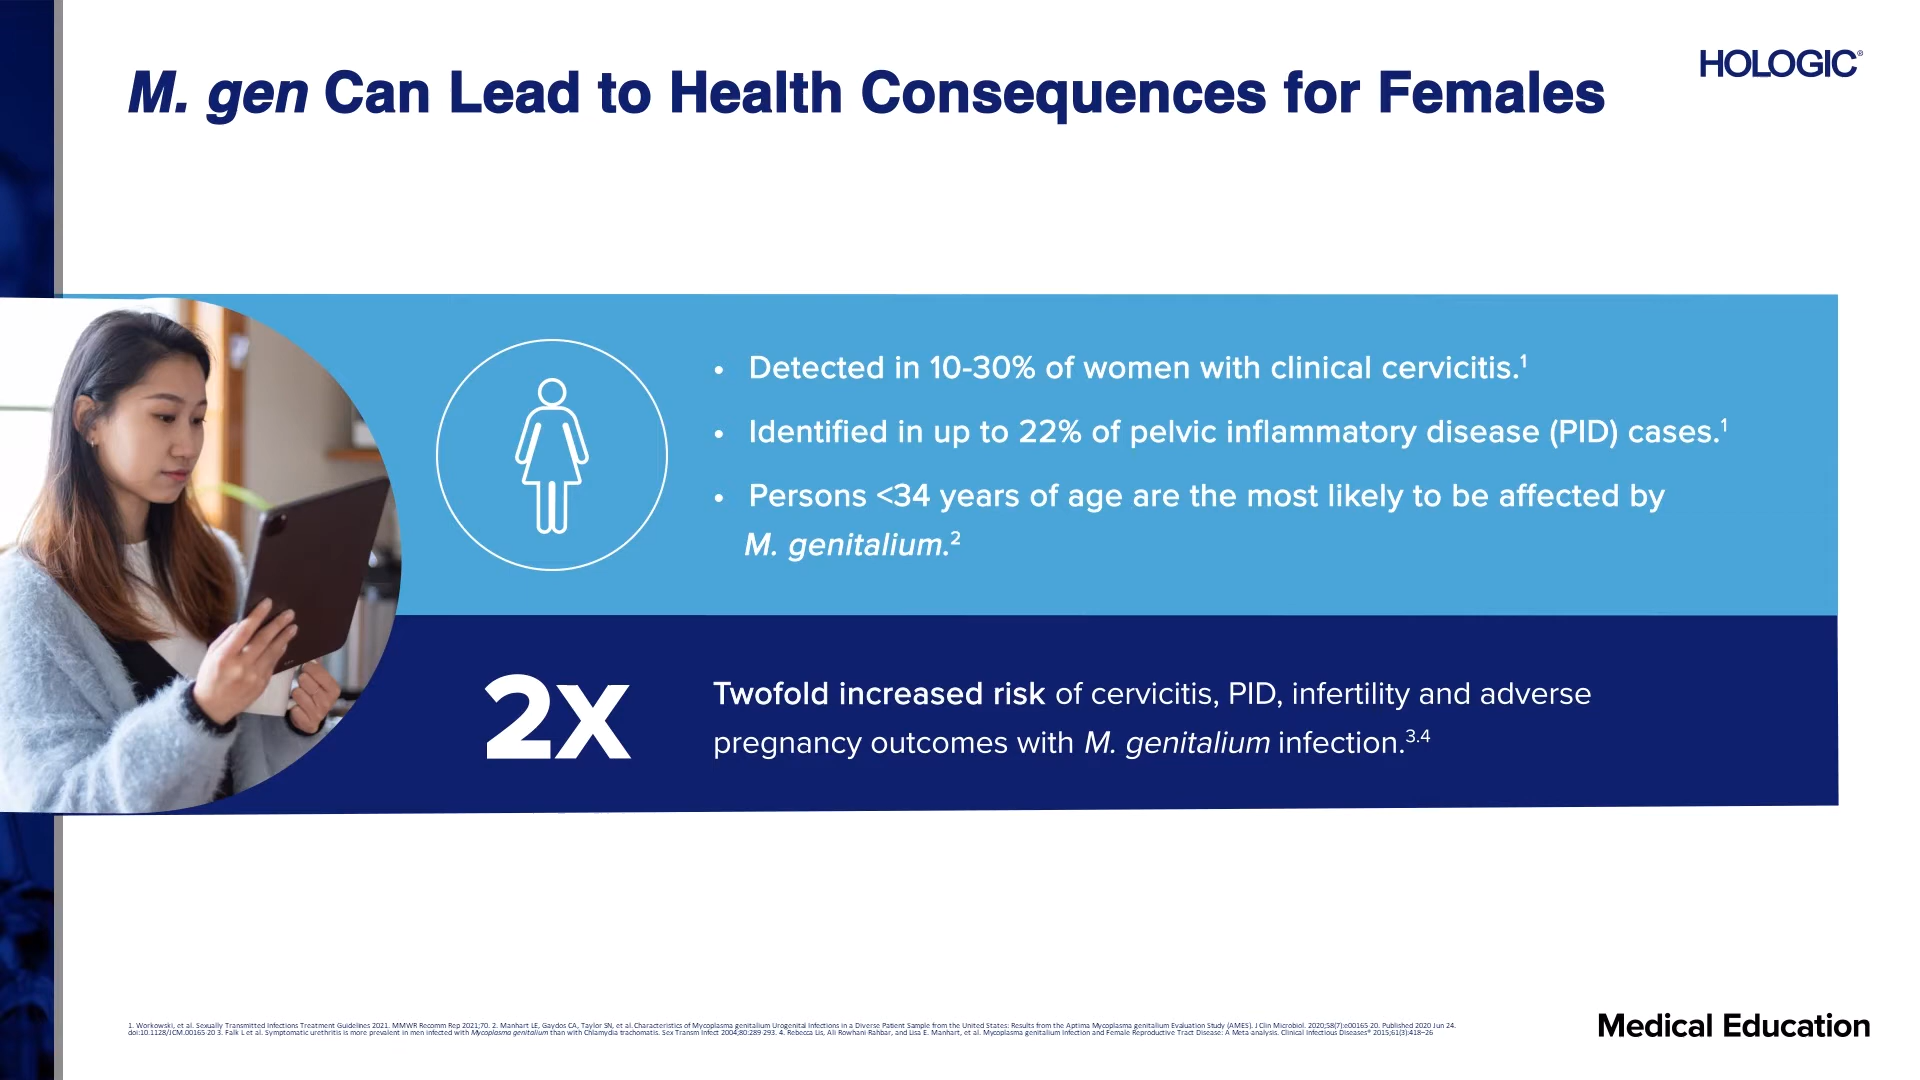 M. gen Can Lead to Health Consequences for Females
HOLOGIC®
• Detected in 10-30% of women with clinical cervicitis.¹
• Identified in up to 22% of pelvic inflammatory disease (PID) cases.¹
• Persons <34 years of age are the most likely to be affected by
M. genitalium.²
2X
Twofold increased risk of cervicitis, PID, infertility and adverse
pregnancy outcomes with M. genitalium infection.³·⁴
1. Workowski, et al. Sexually Transmitted Infections Treatment Guidelines 2021. MMWR Recomm Rep 2021;70. 2. Manhart LE, Gaydos CA, Taylor SN, et al. Characteristics of Mycoplasma genitalium Urogenital Infections in a Diverse Patient Sample from the United States: Results from the Aptima Mycoplasma genitalium Evaluation Study (AMES). J Clin Microbiol. 2020;58(7):e00165 20. Published 2020 Jun 24.
doi:10.1128/JCM.00165 20 3. Falk L et al. Symptomatic urethritis is more prevalent in men infected with Mycoplasma genitalium than with Chlamydia trachomatis. Sex Transm Infect 2004;80:289 293. 4. Rebecca Lis, Ali Rowhani Rahbar, and Lisa E. Manhart, et al. Mycoplasma genitalium Infection and Female Reproductive Tract Disease: A Meta analysis. Clinical Infectious Diseases® 2015;61(3):418–26
Medical Education